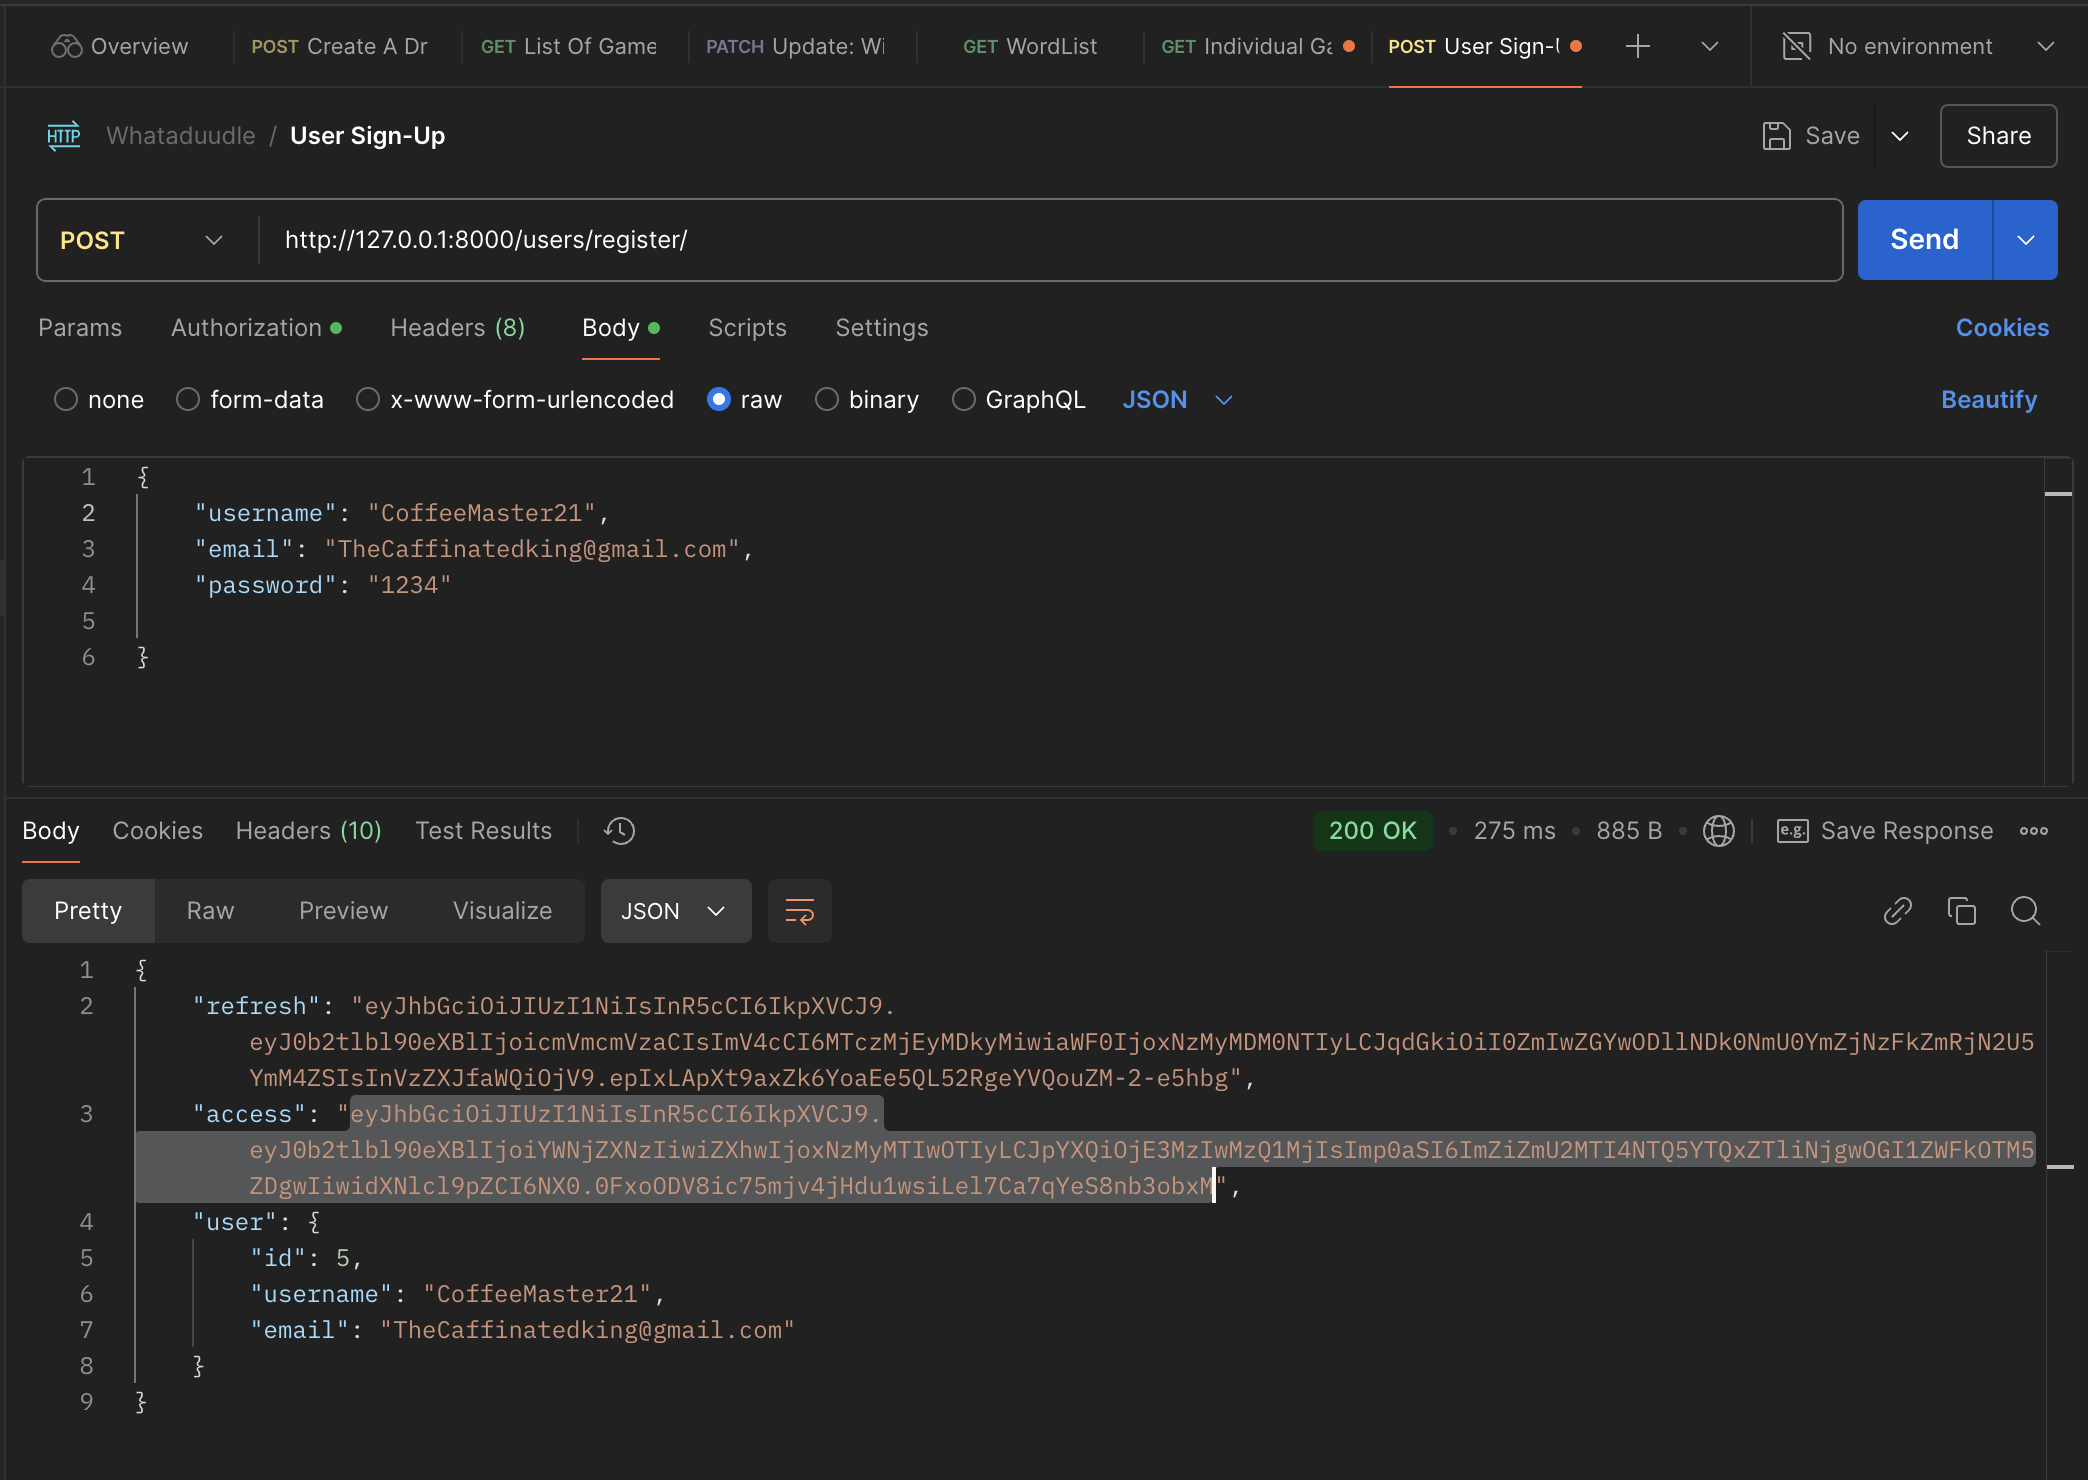 Overview
POST Create A Dr
GET List Of Game
PATCH Update: Wi
GET WordList
GET Individual Ga
POST User Sign-U
No environment
HTTP Whataduudle / User Sign-Up
Save
Share
POST
http://127.0.0.1:8000/users/register/
Send
Params
Authorization
Headers (8)
Body
Scripts
Settings
Cookies
none
form-data
x-www-form-urlencoded
raw
binary
GraphQL
JSON
Beautify
1 {
2 "username": "CoffeeMaster21",
3 "email": "TheCaffinatedking@gmail.com",
4 "password": "1234"
5
6 }
Body
Cookies
Headers (10)
Test Results
200 OK
275 ms
885 B
e.g. Save Response
Pretty
Raw
Preview
Visualize
JSON
1 {
2 "refresh": "eyJhbGciOiJIUzI1NiIsInR5cCI6IkpXVCJ9.
eyJ0b2tlbl90eXBlIjoicmVmcmVzaCIsImV4cCI6MTczMjEyMDkyMiwiaWF0IjoxNzMyMDM0NTIyLCJqdGkiOiI0ZmIwZGYwODllNDk0NmU0YmZjNzFkZmRjN2U5
YmM4ZSIsInVzZXJfaWQiOjV9.epIxLApXt9axZk6YoaEe5QL52RgeYVQouZM-2-e5hbg",
3 "access": "eyJhbGciOiJIUzI1NiIsInR5cCI6IkpXVCJ9.
eyJ0b2tlbl90eXBlIjoiYWNjZXNzIiwiZXhwIjoxNzMyMTIwOTIyLCJpYXQiOjE3MzIwMzQ1MjIsImp0aSI6ImZiZmU2MTI4NTQ5YTQxZTliNjgwOGI1ZWFkOTM5
ZDgwIiwidXNlcl9pZCI6NX0.0FxoODV8ic75mjv4jHdu1wsiLel7Ca7qYeS8nb3obxM",
4 "user": {
5 "id": 5,
6 "username": "CoffeeMaster21",
7 "email": "TheCaffinatedking@gmail.com"
8 }
9 }